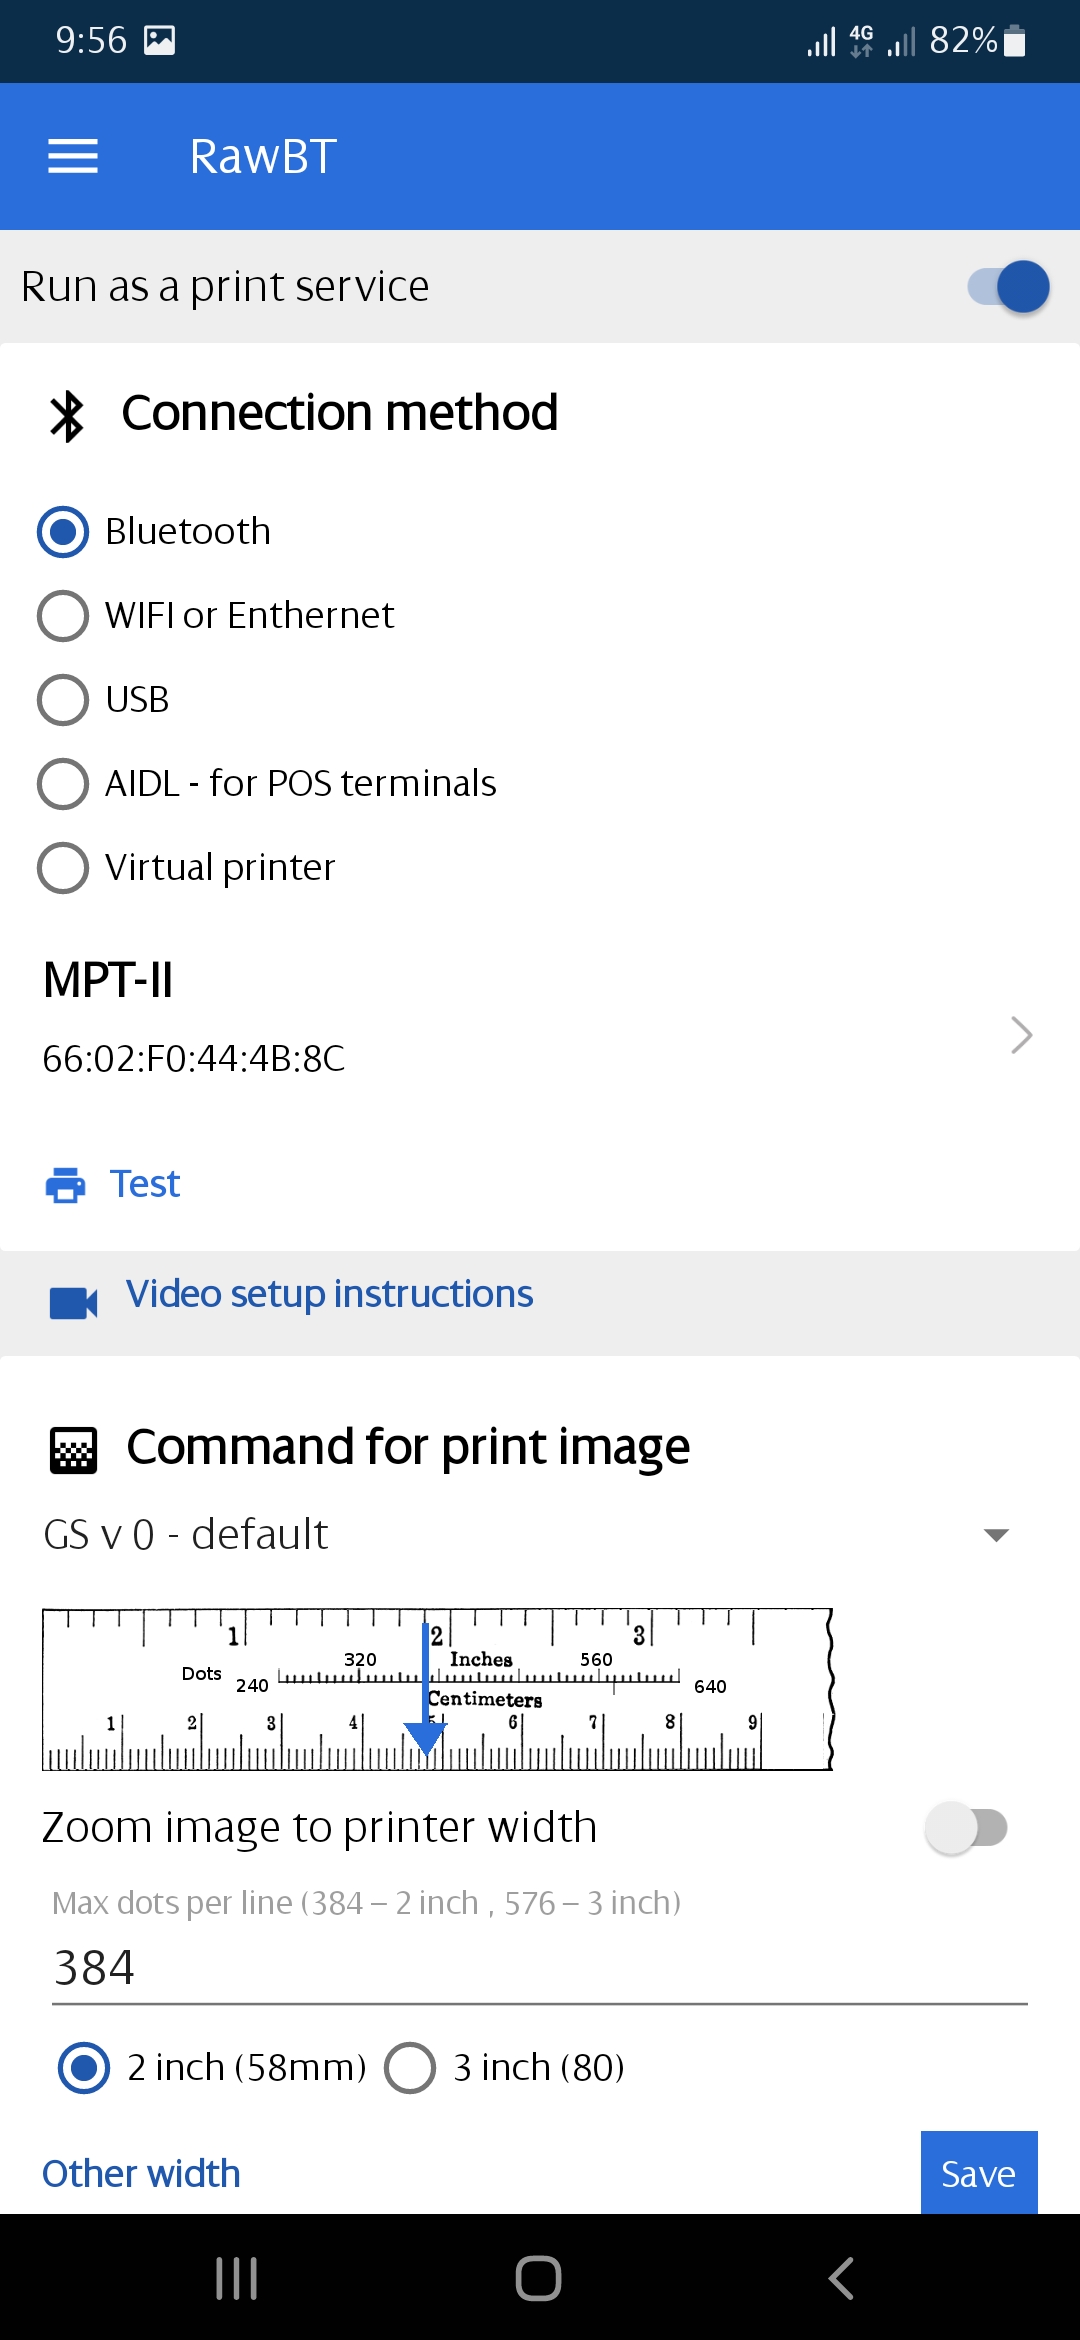 9:56 4G 82%
RawBT
Run as a print service
Connection method
Bluetooth
WIFI or Enthernet
USB
AIDL - for POS terminals
Virtual printer
MPT-II
66:02:F0:44:4B:8C
Test
Video setup instructions
Command for print image
GS v 0 - default
1 2 3
320 Inches 560
Dots 240 640
Centimeters
1 2 3 4 5 6 7 8 9
Zoom image to printer width
Max dots per line (384 – 2 inch , 576 – 3 inch)
384
2 inch (58mm) 3 inch (80)
Other width Save